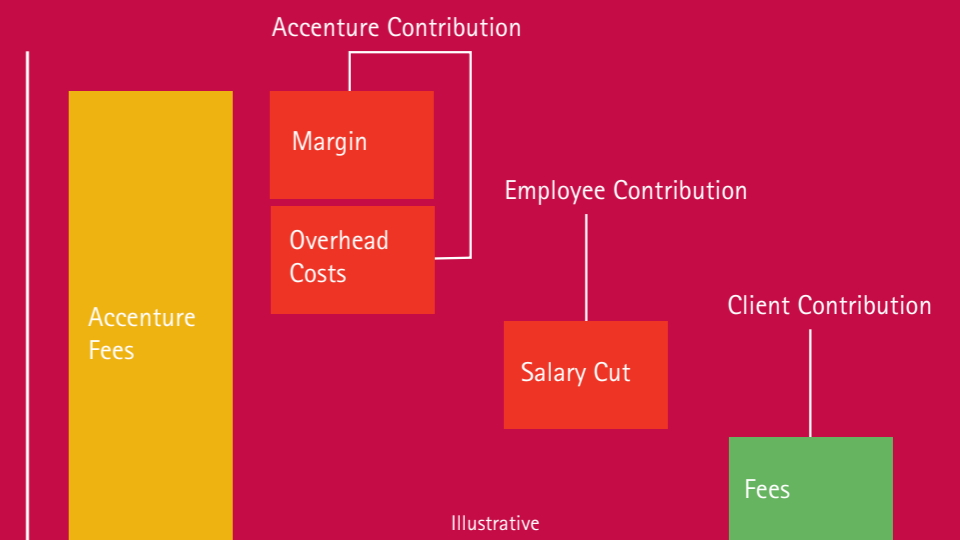 Accenture Contribution
Margin
Employee Contribution
Overhead
Costs
Client Contribution
Accenture
Fees
Salary Cut
Fees
Illustrative